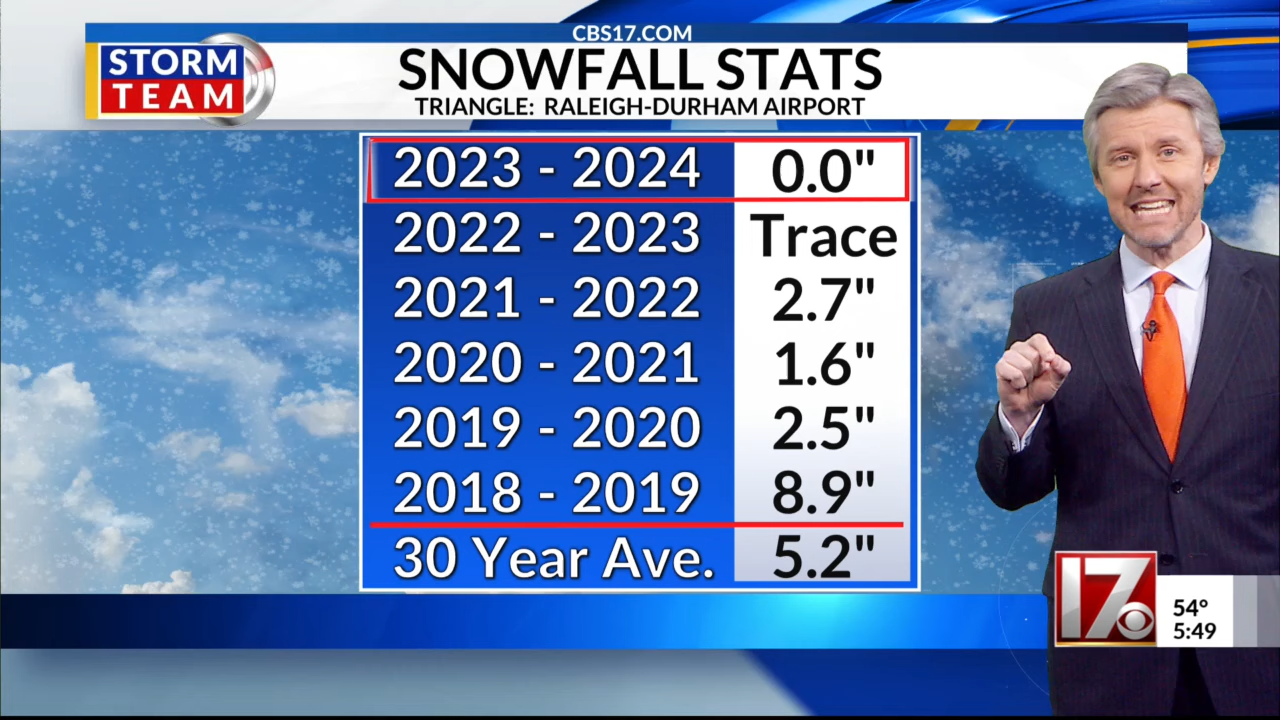 CBS17.COM
STORM
TEAM
SNOWFALL STATS
TRIANGLE: RALEIGH-DURHAM AIRPORT
2023 - 2024 0.0"
2022 - 2023 Trace
2021 - 2022 2.7"
2020 - 2021 1.6"
2019 - 2020 2.5"
2018 - 2019 8.9"
30 Year Ave. 5.2"
17
54°
5:49